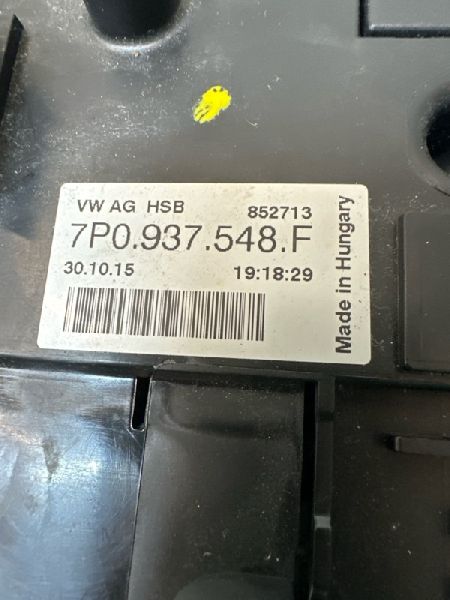 VW AG HSB 852713
7P0.937.548.F
30.10.15 19:18:29
Made in Hungary